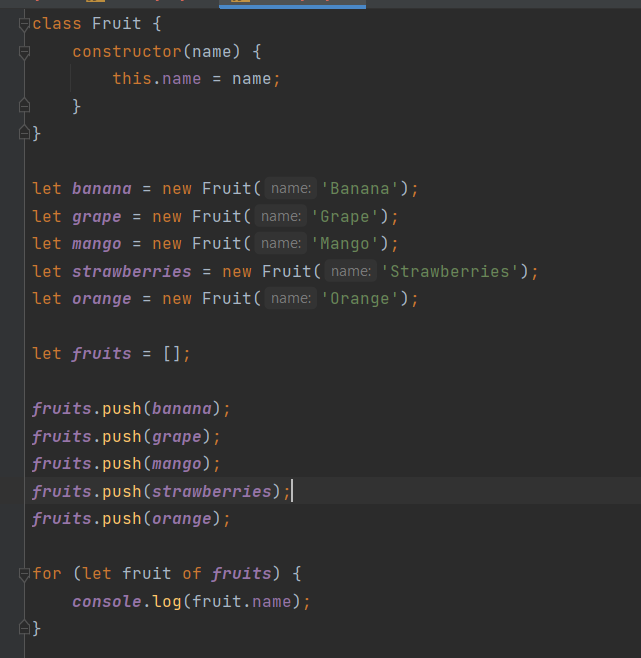 class Fruit {
    constructor(name) {
        this.name = name;
    }
}

let banana = new Fruit( name: 'Banana');
let grape = new Fruit( name: 'Grape');
let mango = new Fruit( name: 'Mango');
let strawberries = new Fruit( name: 'Strawberries');
let orange = new Fruit( name: 'Orange');

let fruits = [];

fruits.push(banana);
fruits.push(grape);
fruits.push(mango);
fruits.push(strawberries);
fruits.push(orange);

for (let fruit of fruits) {
    console.log(fruit.name);
}